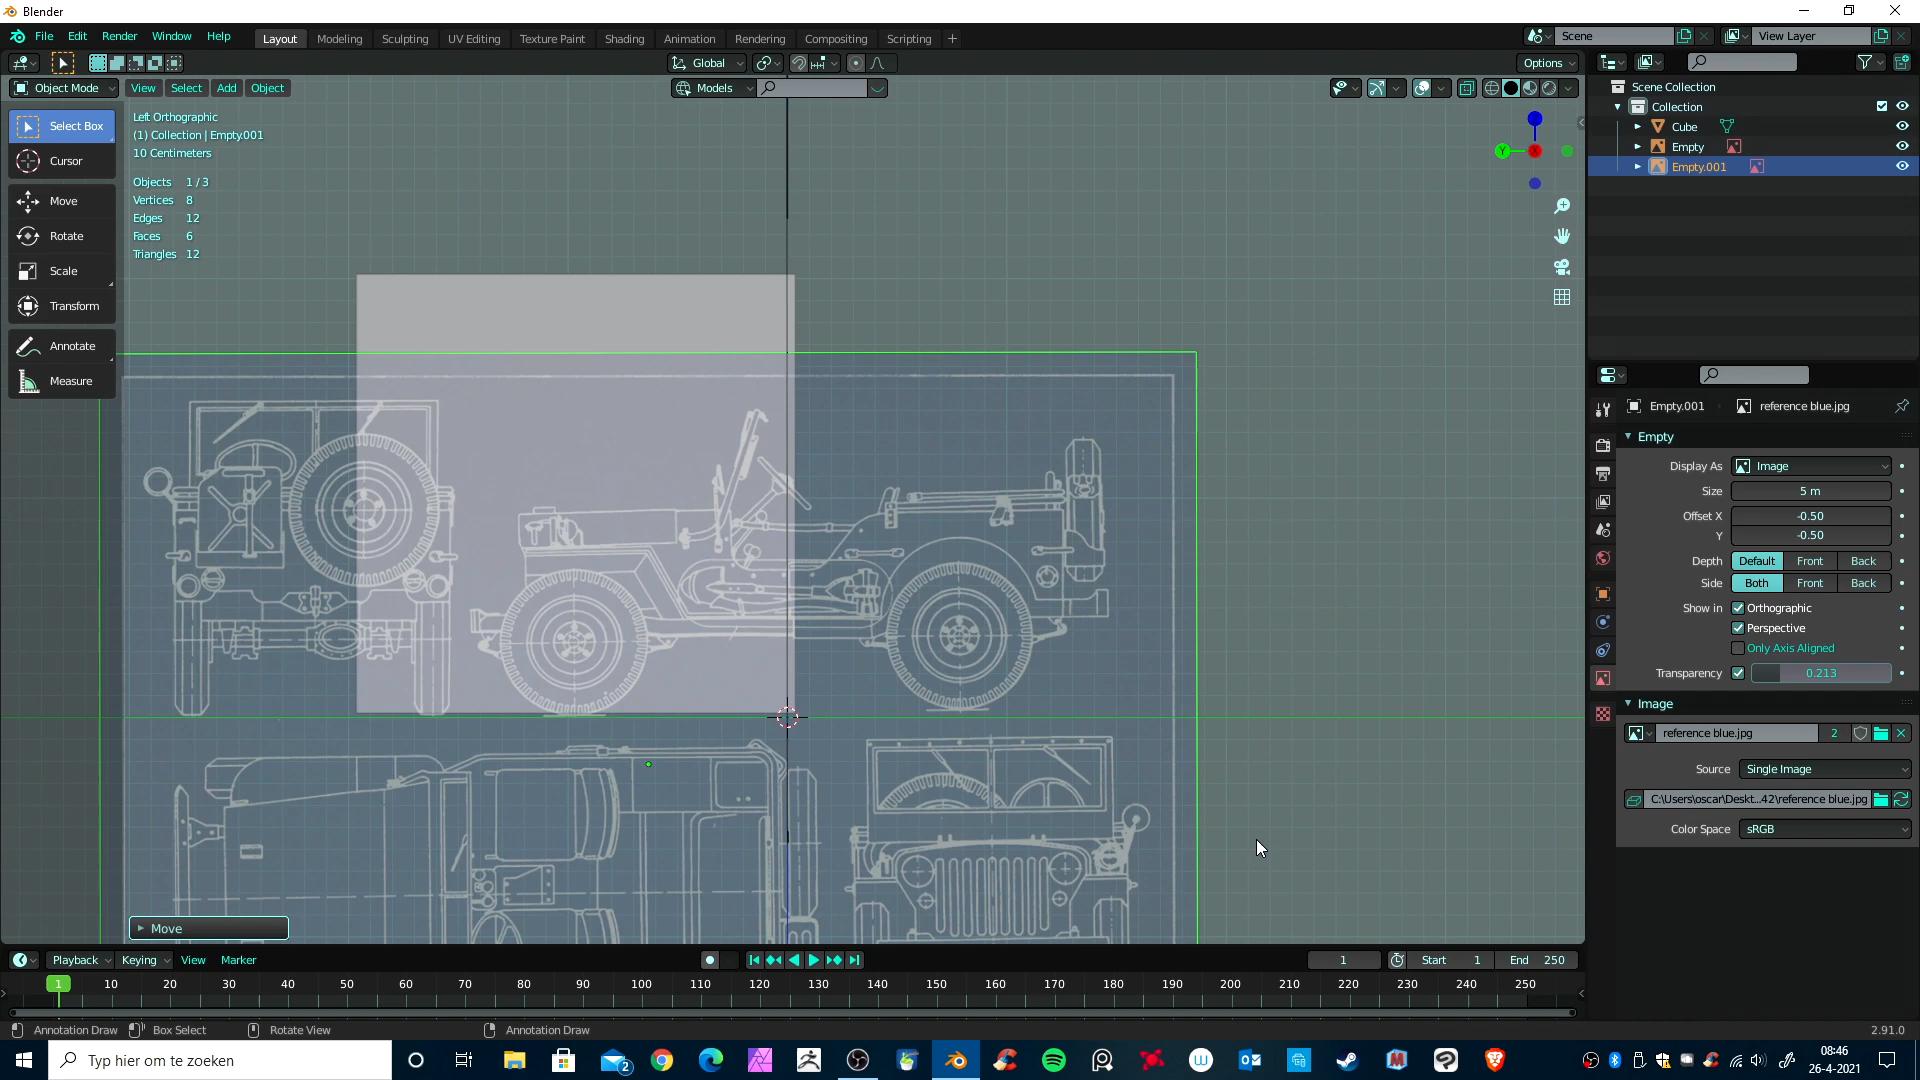 Blender
File Edit Render Window Help
Layout Modeling Sculpting UV Editing Texture Paint Shading Animation Rendering Compositing Scripting +
Scene
View Layer
Global
Options
Object Mode View Select Add Object
Models
Select Box
Cursor
Move
Rotate
Scale
Transform
Annotate
Measure
Left Orthographic
(1) Collection | Empty.001
10 Centimeters
Objects 1 / 3
Vertices 8
Edges 12
Faces 6
Triangles 12
Z
Y
X
Move
Scene Collection
Collection
Cube
Empty
Empty.001
Empty.001 reference blue.jpg
Empty
Display As Image
Size 5 m
Offset X -0.50
Y -0.50
Depth Default Front Back
Side Both Front Back
Show in Orthographic
Perspective
Only Axis Aligned
Transparency 0.213
Image
reference blue.jpg 2
Source Single Image
C:\Users\oscar\Deskt...42\reference blue.jpg
Color Space sRGB
Playback Keying View Marker
1 Start 1 End 250
1 10 20 30 40 50 60 70 80 90 100 110 120 130 140 150 160 170 180 190 200 210 220 230 240 250
Annotation Draw Box Select Rotate View Annotation Draw
2.91.0
Typ hier om te zoeken
2
08:46
26-4-2021